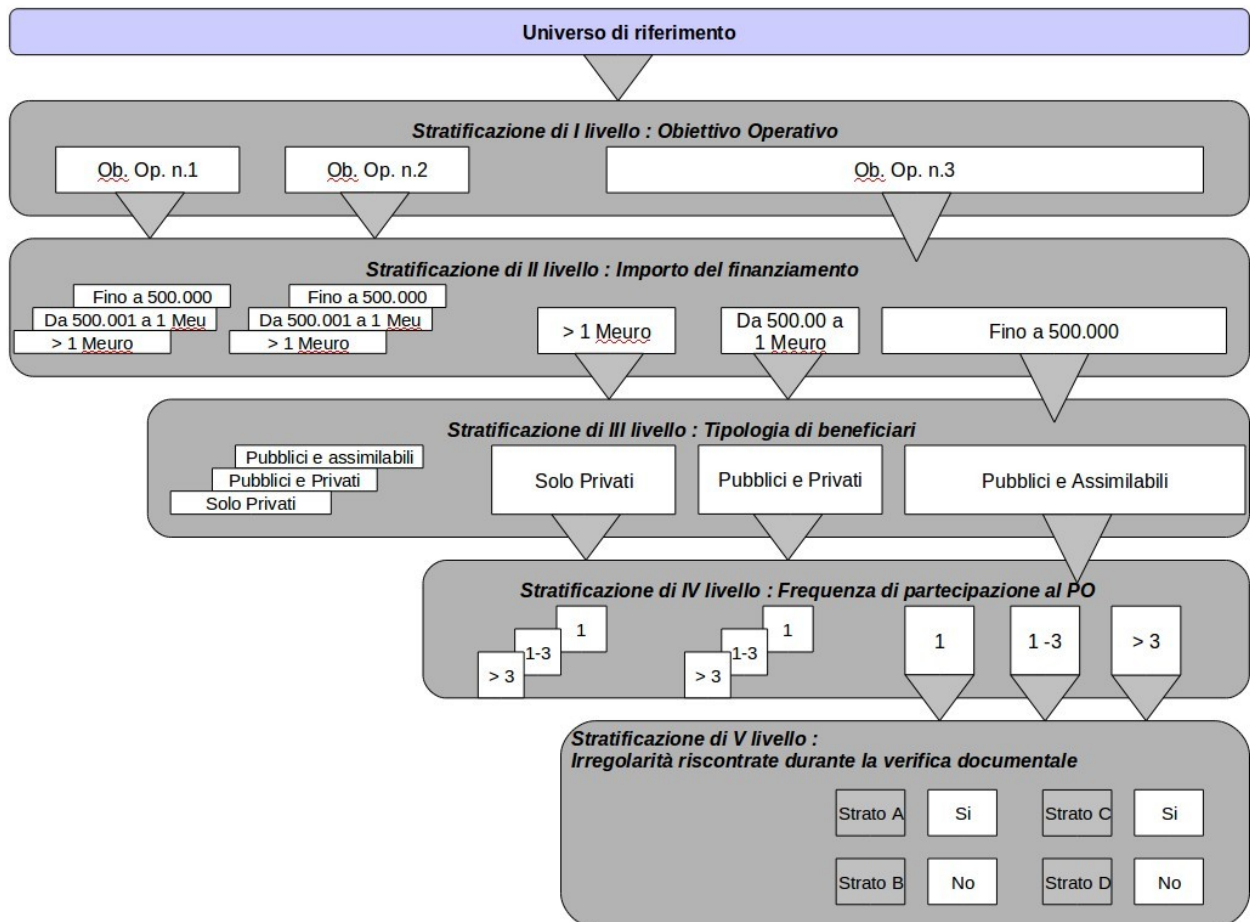 Universo di riferimento
Stratificazione di I livello : Obiettivo Operativo
Ob. Op. n.1
Ob. Op. n.2
Ob. Op. n.3
Stratificazione di II livello : Importo del finanziamento
Fino a 500.000
Da 500.001 a 1 Meu
> 1 Meuro
Fino a 500.000
Da 500.001 a 1 Meu
> 1 Meuro
> 1 Meuro
Da 500.00 a
1 Meuro
Fino a 500.000
Stratificazione di III livello : Tipologia di beneficiari
Pubblici e assimilabili
Pubblici e Privati
Solo Privati
Solo Privati
Pubblici e Privati
Pubblici e Assimilabili
Stratificazione di IV livello : Frequenza di partecipazione al PO
1
1-3
> 3
1
1-3
> 3
1
1 -3
> 3
Stratificazione di V livello :
Irregolarità riscontrate durante la verifica documentale
Strato A
Si
Strato C
Si
Strato B
No
Strato D
No